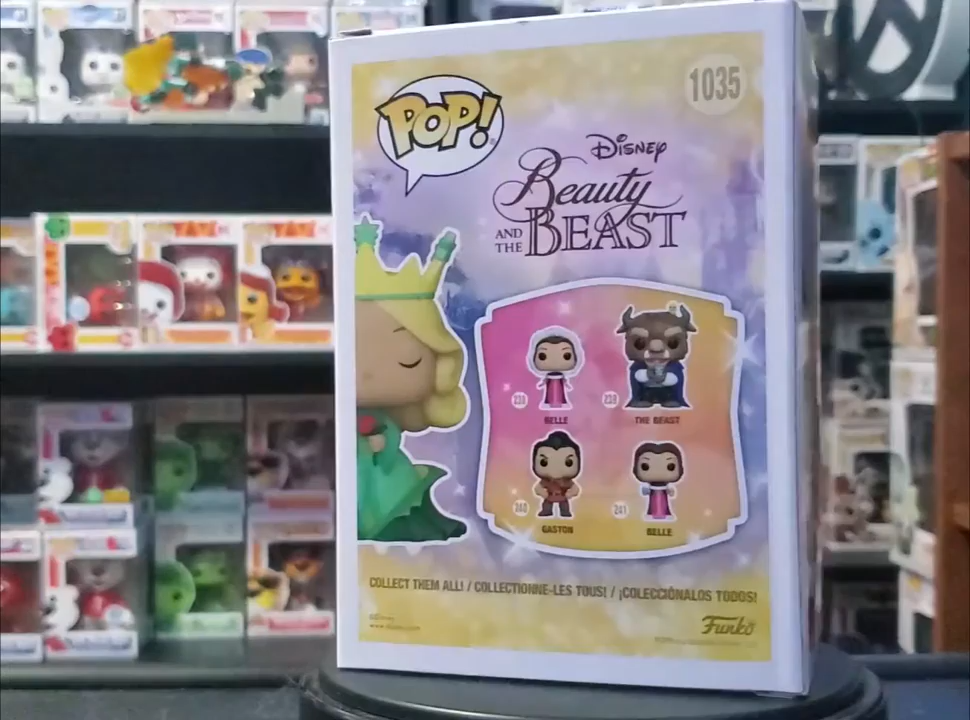 1035
POP!
Disney
Beauty
AND THE BEAST
BELLE
THE BEAST
GASTON
241
BELLE
COLLECT THEM ALL! / COLLECTIONNE-LES TOUS! / ¡COLECCIÓNALOS TODOS!
Funko